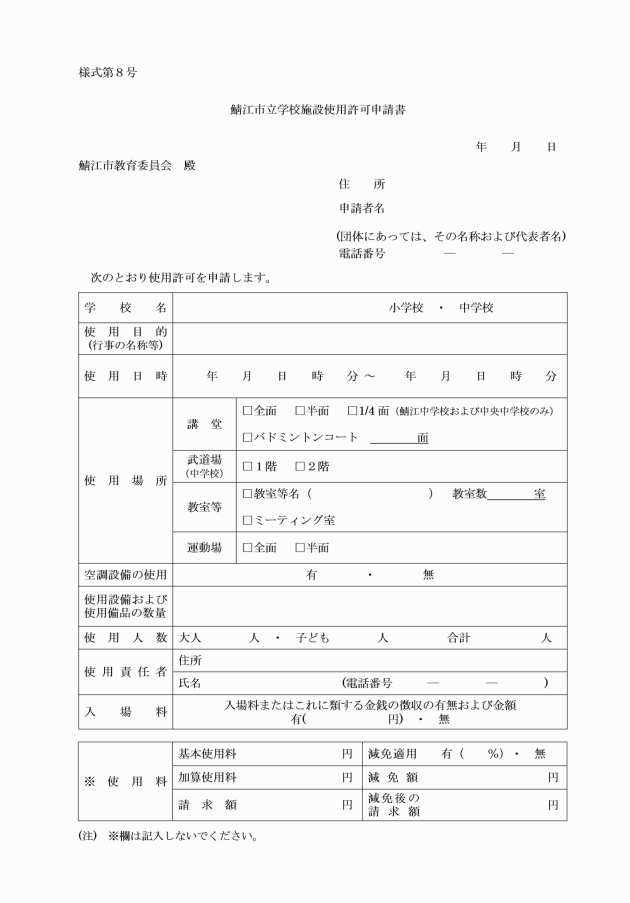 様式第８号
鯖江市立学校施設使用許可申請書
年　　月　　日
鯖江市教育委員会　殿
住　　所
申請者名
(団体にあっては、その名称および代表者名)
電話番号　　　　　―　　　　―
次のとおり使用許可を申請します。
学　校　名　　小学校　・　中学校
使　用　目　的
(行事の名称等)
使　用　日　時　　年　　月　　日　　時　　分～　　年　　月　　日　　時　　分
使　用　場　所
講　堂
□全面　□半面　□1/4面（鯖江中学校および中央中学校のみ）
□バドミントンコート　　　　面
武道場
（中学校）
□１階　□２階
教室等
□教室等名（　　　　　　　　　　）　教室数　　　　室
□ミーティング室
運動場　□全面　□半面
空調設備の使用　　有　　　・　　　無
使用設備および
使用備品の数量
使　用　人　数　　大人　　　　人　・　子ども　　　　人　　　　合計　　　　　　人
使　用　責　任　者
住所
氏名　　　　　　　　　　(電話番号　　　―　　　　―　　　　)
入　場　料
入場料またはこれに類する金銭の徴収の有無および金額
有(　　　　　　　円)　・　無
※　使　用　料
基本使用料　　　　　　　　円　減免適用　　有（　　%）・　無
加算使用料　　　　　　　　円　減　免　額　　　　　　　　　　　円
請　求　額　　　　　　　　円　減免後の
請　求　額　　　　　　　　　　　円
(注)　※欄は記入しないでください。